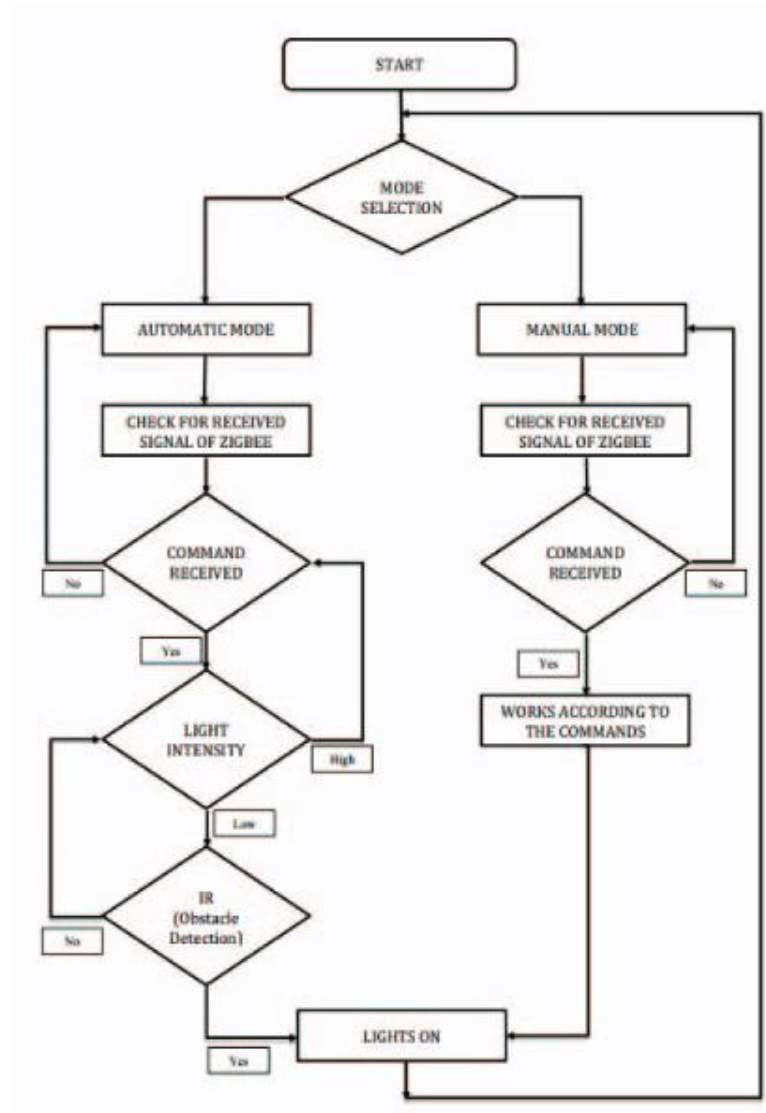 START
MODE
SELECTION
AUTOMATIC MODE
MANUAL MODE
CHECK FOR RECEIVED
SIGNAL OF ZIGBEE
CHECK FOR RECEIVED
SIGNAL OF ZIGBEE
COMMAND
RECEIVED
COMMAND
RECEIVED
No
No
Yes
Yes
LIGHT
INTENSITY
WORKS ACCORDING TO
THE COMMANDS
High
Low
IR
(Obstacle
Detection)
No
LIGHTS ON
Yes